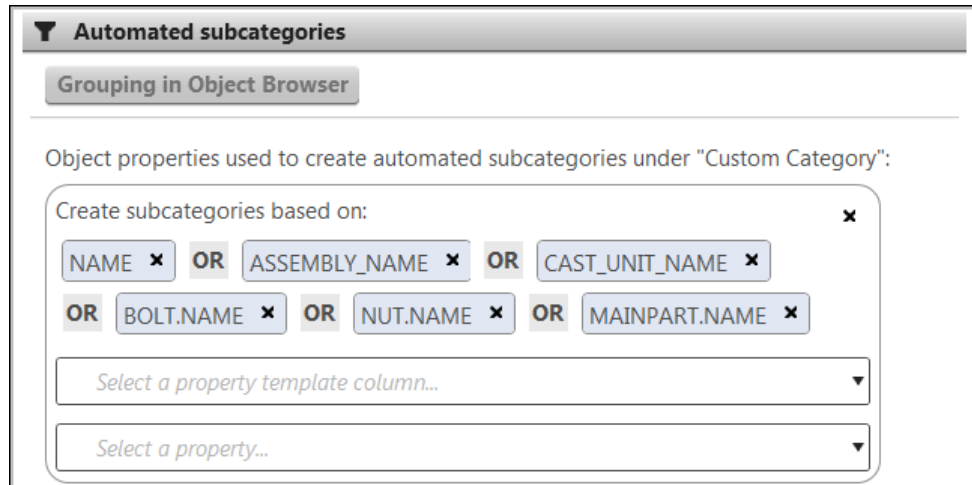 Automated subcategories
Grouping in Object Browser
Object properties used to create automated subcategories under "Custom Category":
Create subcategories based on:
NAME × OR ASSEMBLY_NAME × OR CAST_UNIT_NAME ×
OR BOLT.NAME × OR NUT.NAME × OR MAINPART.NAME ×
Select a property template column...
Select a property...